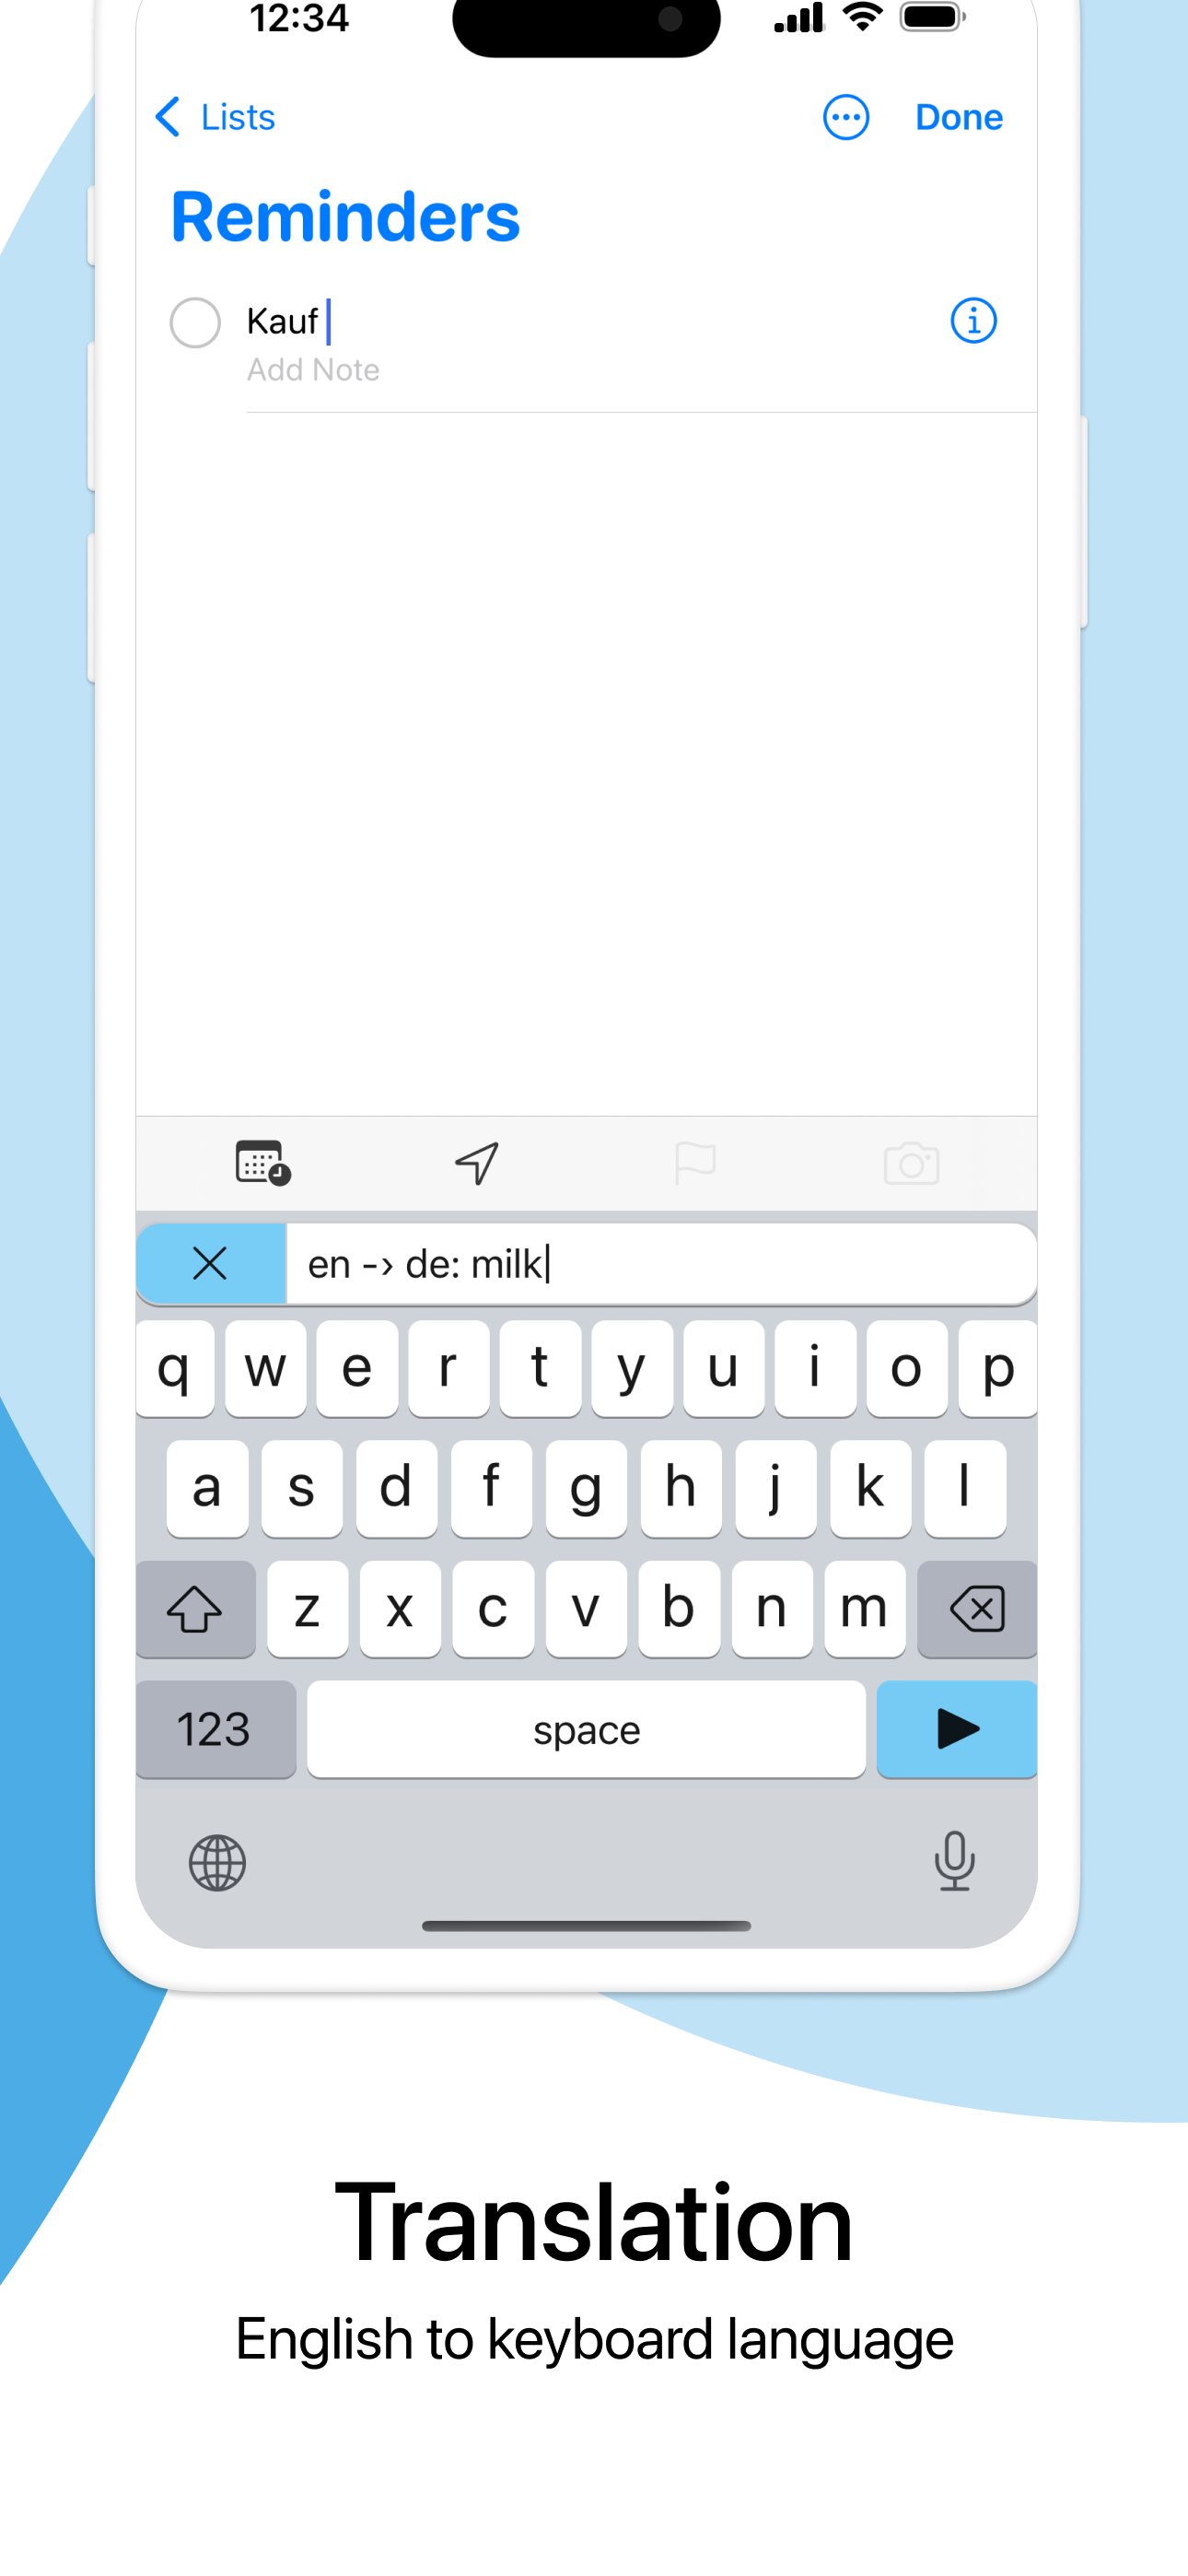 12:34
Lists
Done
Reminders
Kauf
Add Note
en -› de: milk
q w e r t y u i o p
a s d f g h j k l
z x c v b n m
123 space
Translation
English to keyboard language